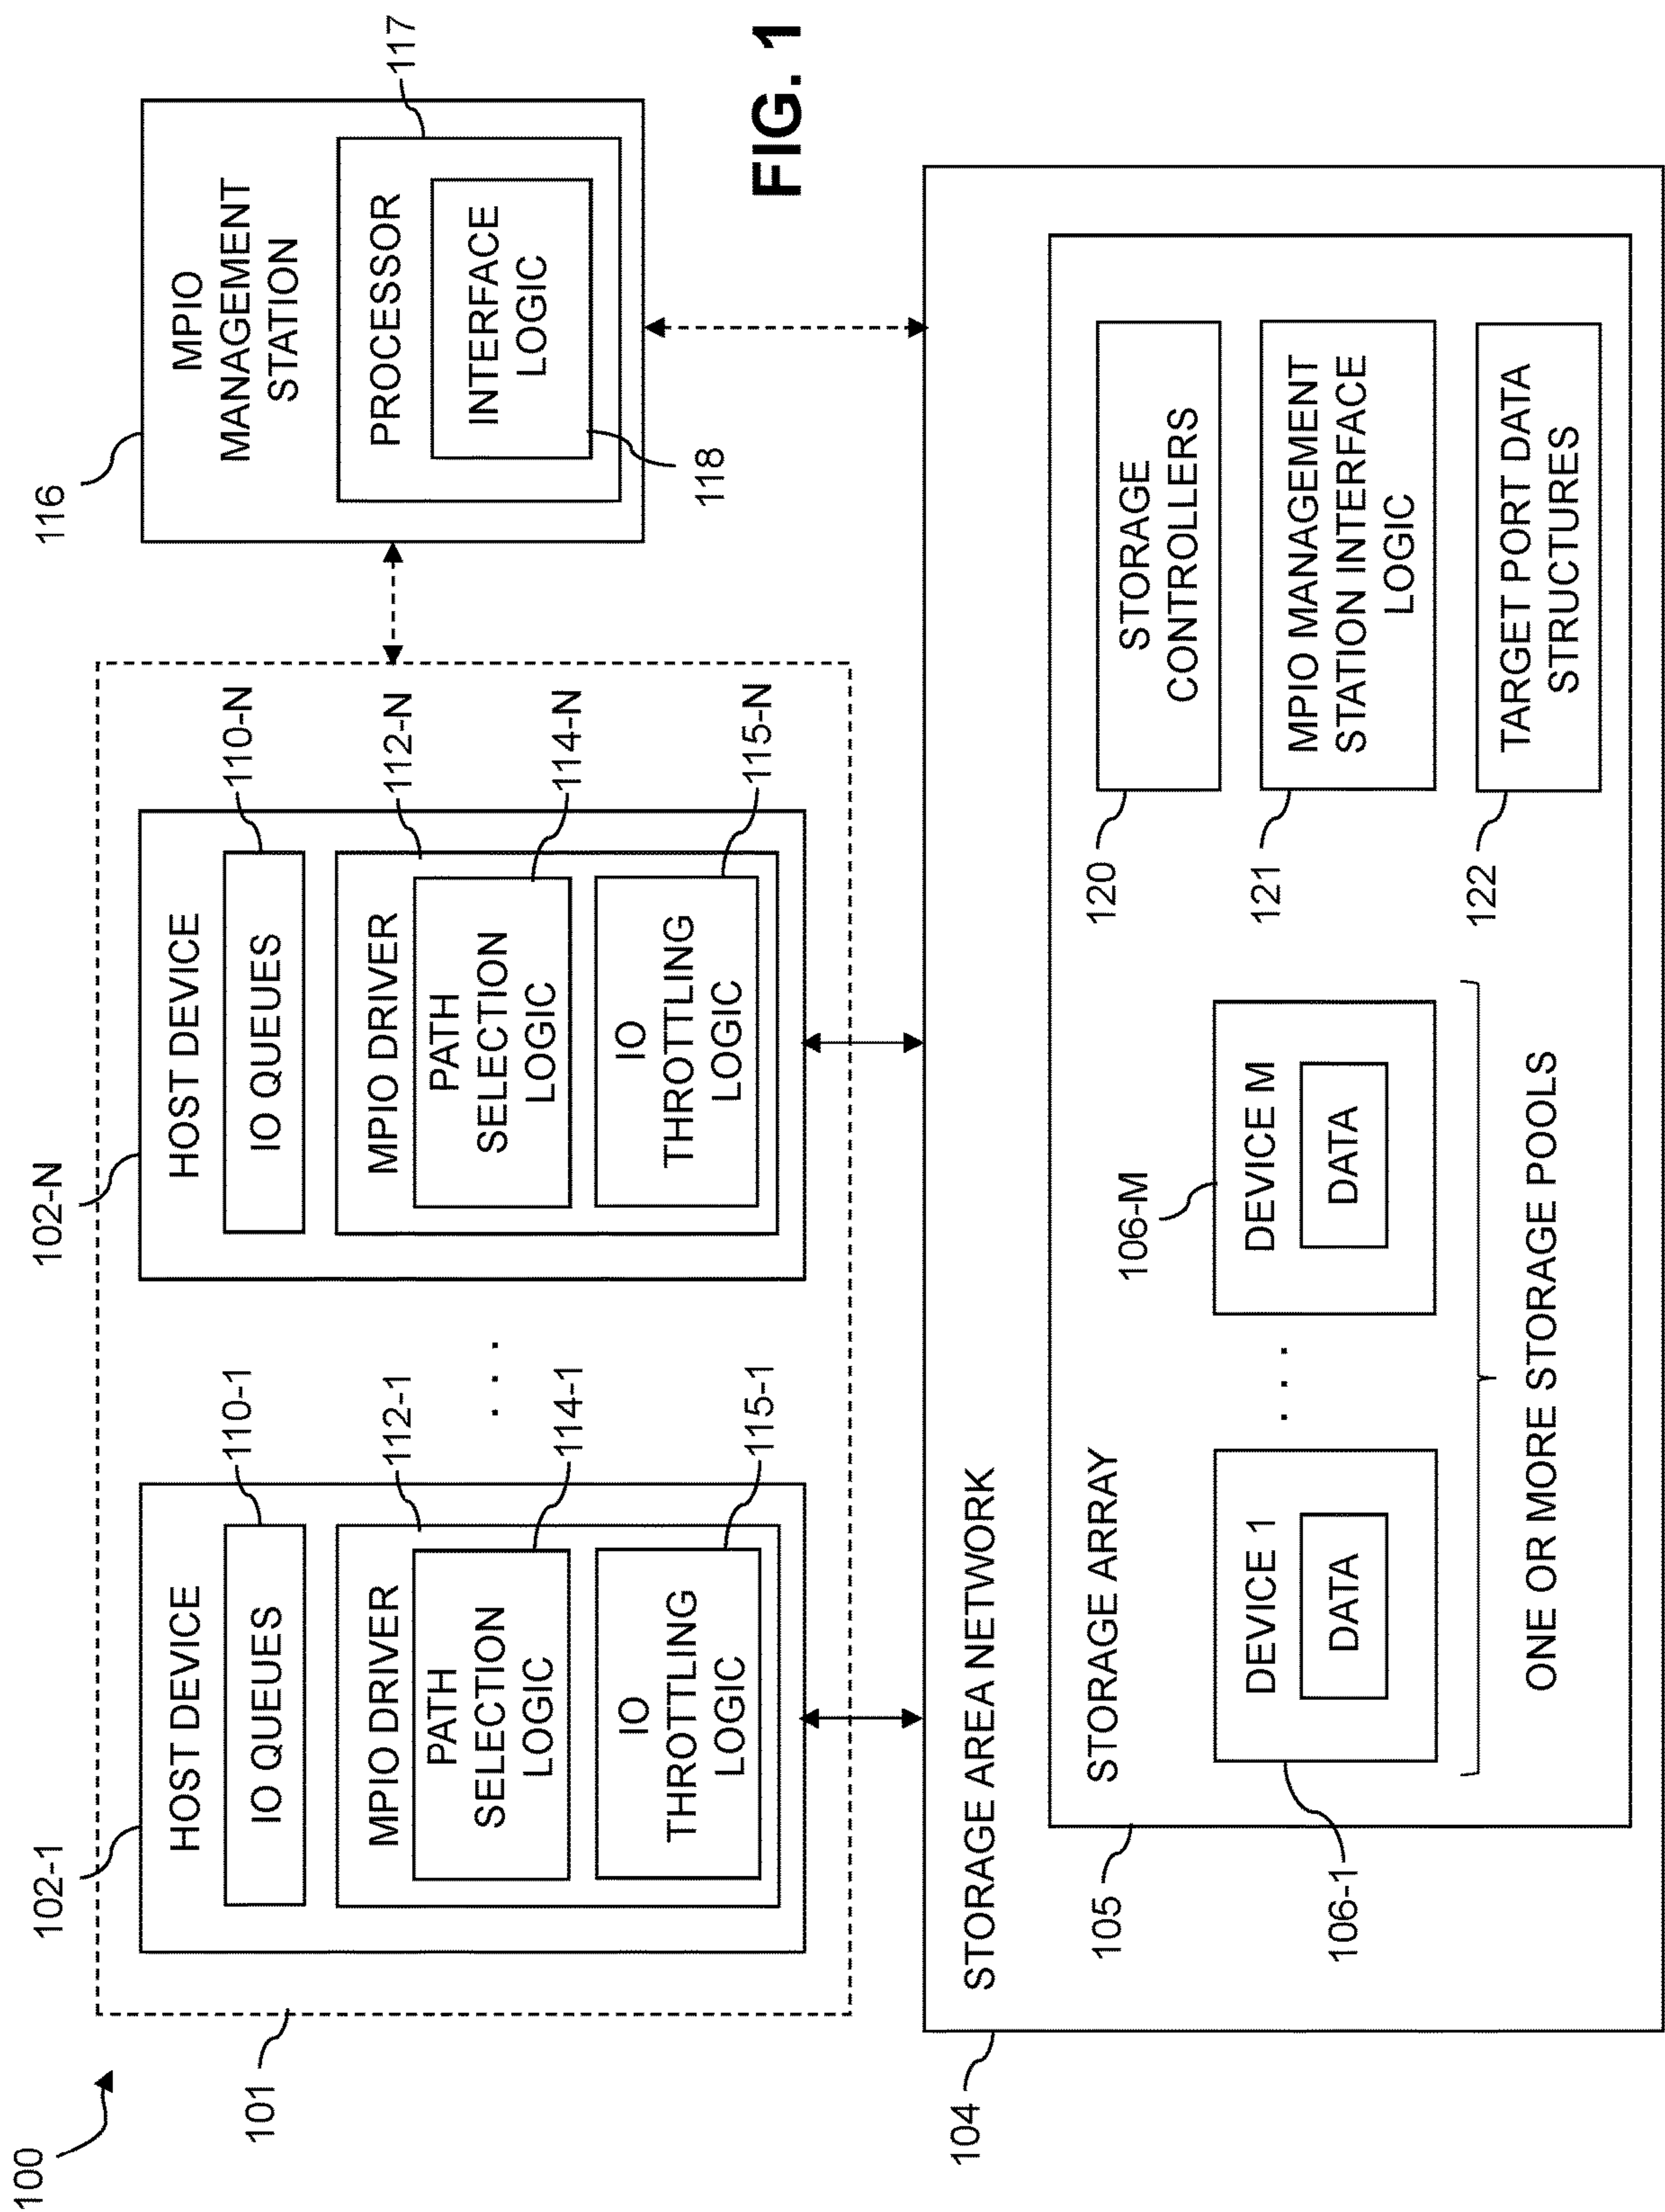 100
101
102-1
HOST DEVICE
IO QUEUES
110-1
MPIO DRIVER
112-1
PATH
SELECTION
LOGIC
114-1
IO
THROTTLING
LOGIC
115-1
. . .
102-N
HOST DEVICE
IO QUEUES
110-N
MPIO DRIVER
112-N
PATH
SELECTION
LOGIC
114-N
IO
THROTTLING
LOGIC
115-N
116
MPIO
MANAGEMENT
STATION
PROCESSOR
117
INTERFACE
LOGIC
118
FIG. 1
104
STORAGE AREA NETWORK
105
STORAGE ARRAY
106-1
DEVICE 1
DATA
. . .
106-M
DEVICE M
DATA
ONE OR MORE STORAGE POOLS
120
STORAGE
CONTROLLERS
121
MPIO MANAGEMENT
STATION INTERFACE
LOGIC
122
TARGET PORT DATA
STRUCTURES